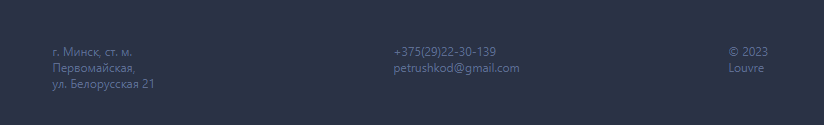 г. Минск, ст. м.
Первомайская,
ул. Белорусская 21
+375(29)22-30-139
petrushkod@gmail.com
© 2023
Louvre